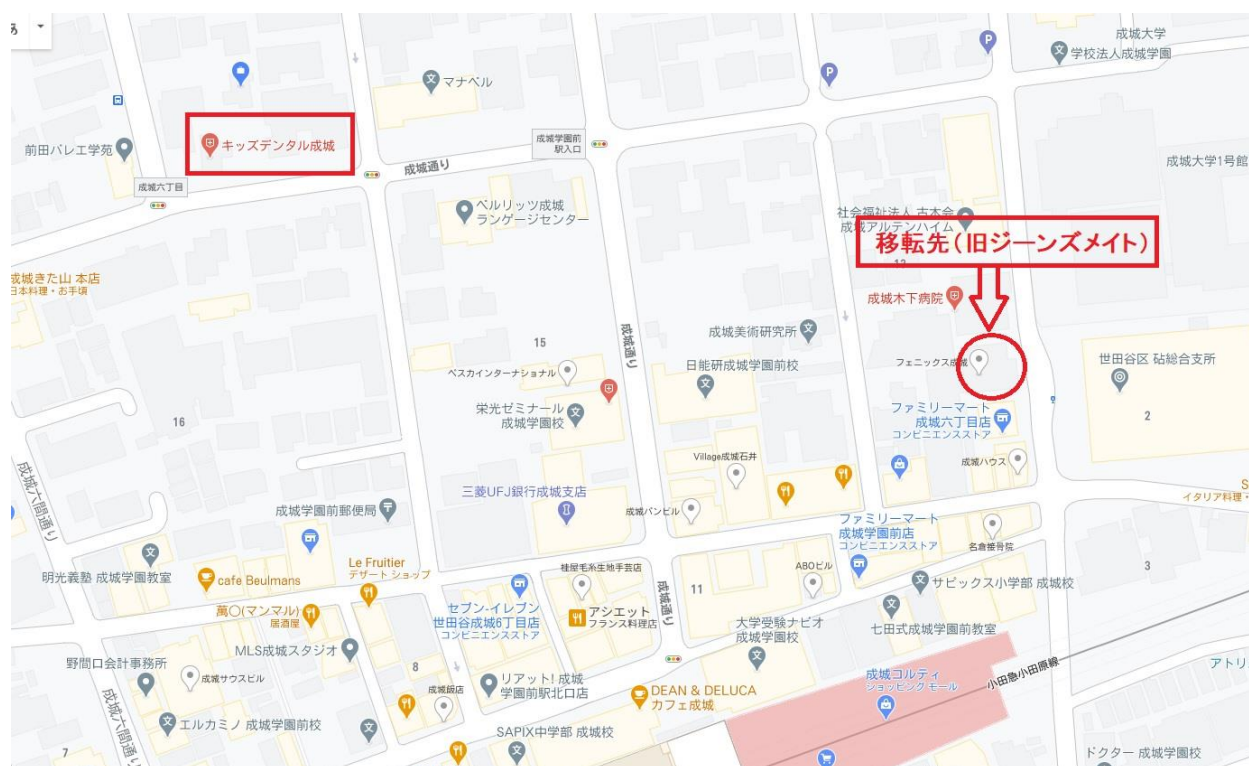 あ
成城大学
学校法人成城学園
マナベル
P
P
前田バレエ学苑
キッズデンタル成城
成城学園前
駅入口
成城大学1号館
成城通り
成城六丁目
ベルリッツ成城
ランゲージセンター
社会福祉法人 古木会
成城アルテンハイム
移転先(旧ジーンズメイト)
成城きた山 本店
日本料理・お手頃
成城木下病院
成城通り
成城美術研究所
15
ペスカインターナショナル
日能研成城学園前校
フェニックス成城
世田谷区 砧総合支所
2
栄光ゼミナール
成城学園校
ファミリーマート
成城六丁目店
コンビニエンスストア
16
Village成城石井
成城ハウス
成城六間通り
三菱UFJ銀行成城支店
イタリア料理・
成城学園前郵便局
成城バンビル
ファミリーマート
成城学園前店
コンビニエンスストア
名倉接骨院
明光義塾 成城学園教室
cafe Beulmans
Le Fruitier
デザート ショップ
ABOビル
3
萬〇(マンマル)
居酒屋
セブン-イレブン
世田谷成城6丁目店
コンビニエンスストア
アシエット
フランス料理店
成城通り
11
サピックス小学部 成城校
大学受験ナビオ
成城学園校
七田式成城学園前教室
MLS成城スタジオ
野間口会計事務所
成城サウスビル
8
成城飯店
リアット! 成城
学園前駅北口店
DEAN & DELUCA
カフェ成城
成城コルティ
ショッピング モール
小田急小田原線
アトリ
エルカミノ 成城学園前校
成城六間通り
SAPIX中学部 成城校
7
ドクター 成城学園校